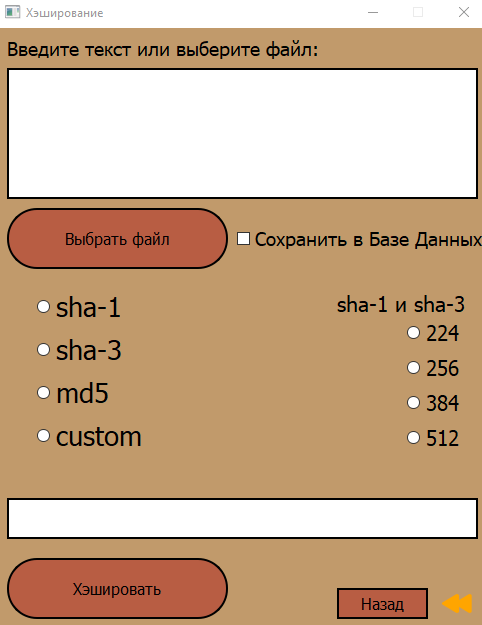 Хэширование
Введите текст или выберите файл:
Выбрать файл
Сохранить в Базе Данных
sha-1
sha-3
md5
custom
sha-1 и sha-3
224
256
384
512
Хэшировать
Назад